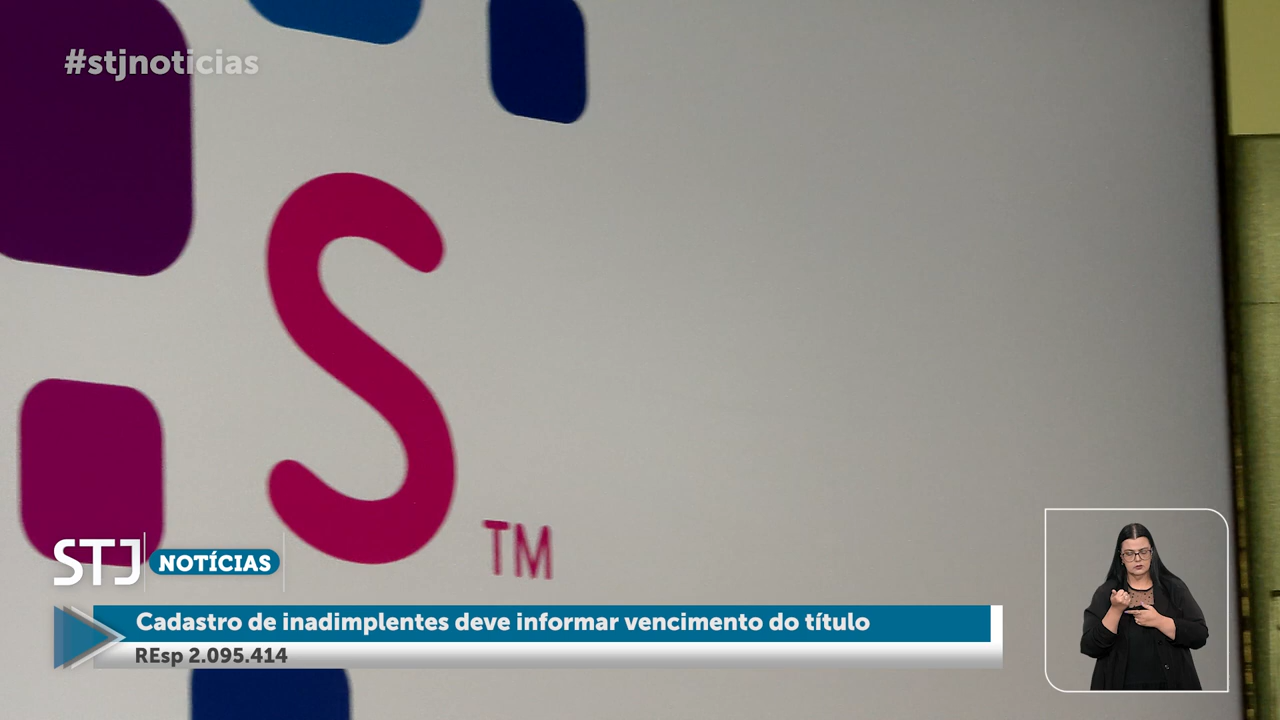 #stjnoticias
S
TM
STJ NOTÍCIAS
Cadastro de inadimplentes deve informar vencimento do título
REsp 2.095.414